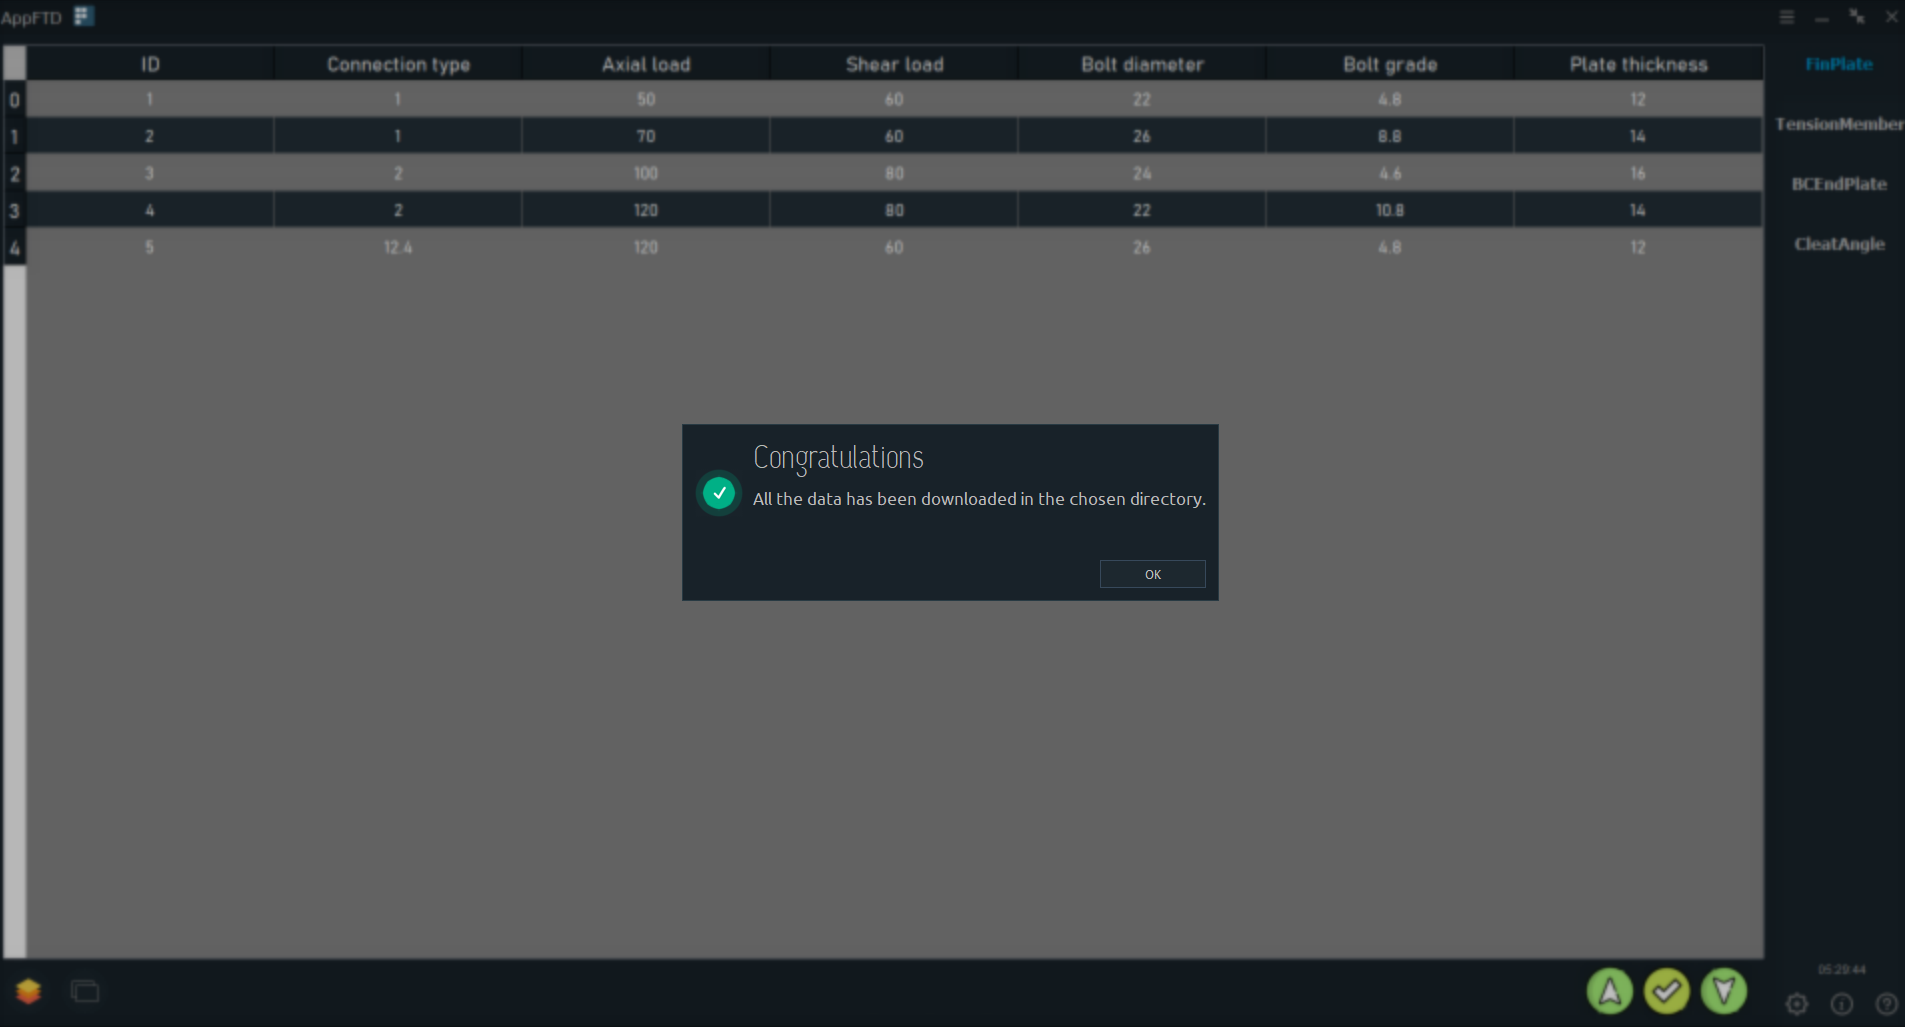 AppFTD
ID Connection type Axial load Shear load Bolt diameter Bolt grade Plate thickness
0 1 1 50 60 22 4.8 12
1 2 1 70 60 26 8.8 14
2 3 2 100 80 24 4.6 16
3 4 2 120 80 22 10.8 14
4 5 12.4 120 60 26 4.8 12
FinPlate
TensionMember
BCEndPlate
CleatAngle
Congratulations
All the data has been downloaded in the chosen directory.
OK
05:29:44